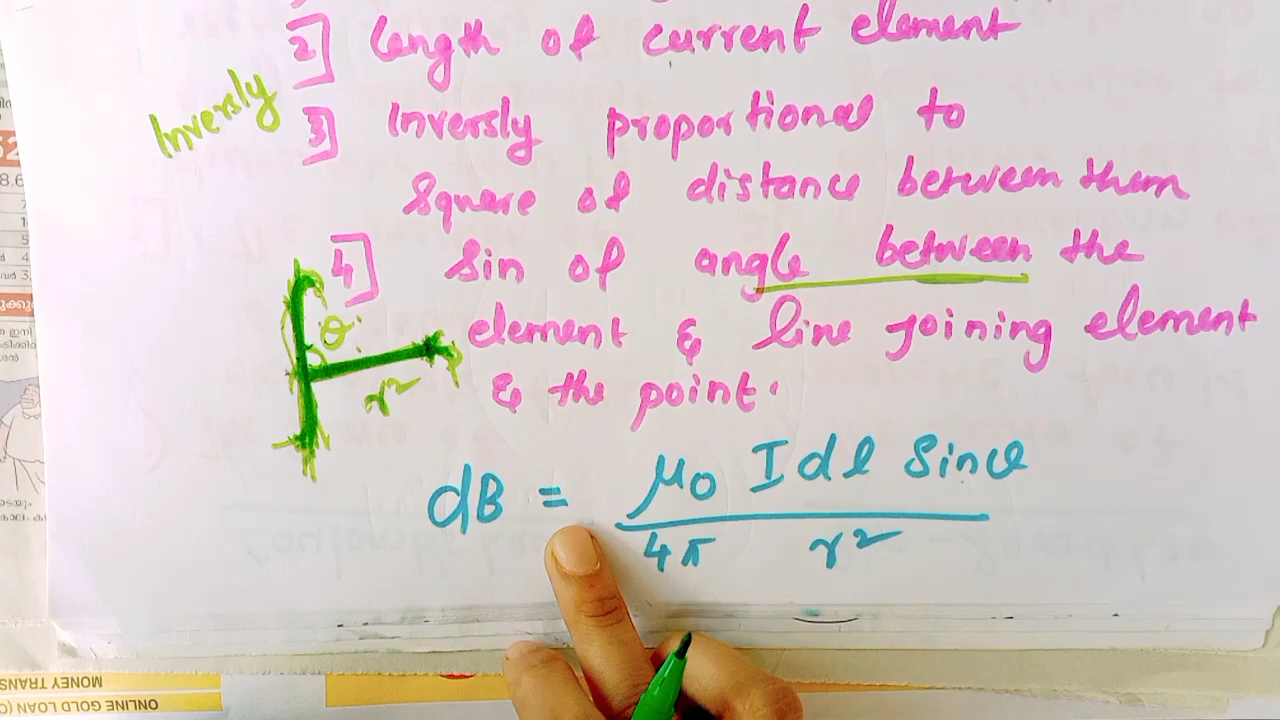 2] length of current element
Inversly
3] Inversly proportional to
square of distance between them
4] sin of angle between the
θ
element & line joining element
r²
& the point.
dB = μ₀ I dl Sinθ
4π r²
MONEY TRANS
ONLINE GOLD LOAN (O